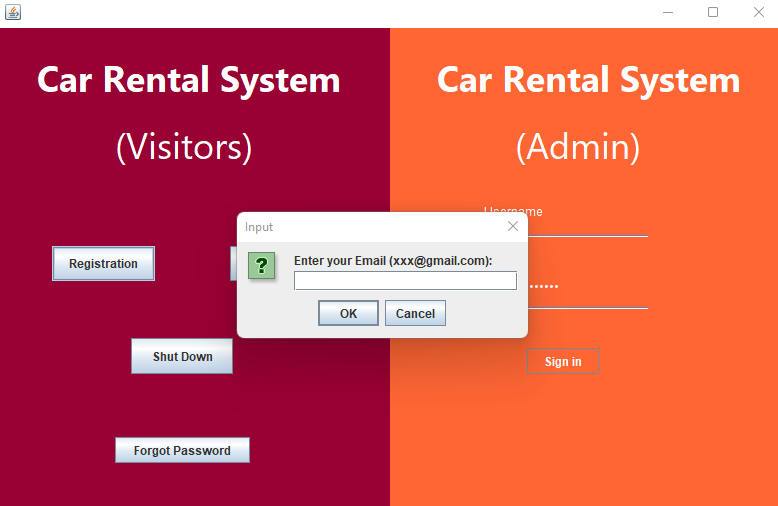 Car Rental System
(Visitors)
Registration
Shut Down
Forgot Password
Car Rental System
(Admin)
Username
Sign in
Input
Enter your Email (xxx@gmail.com):
OK
Cancel